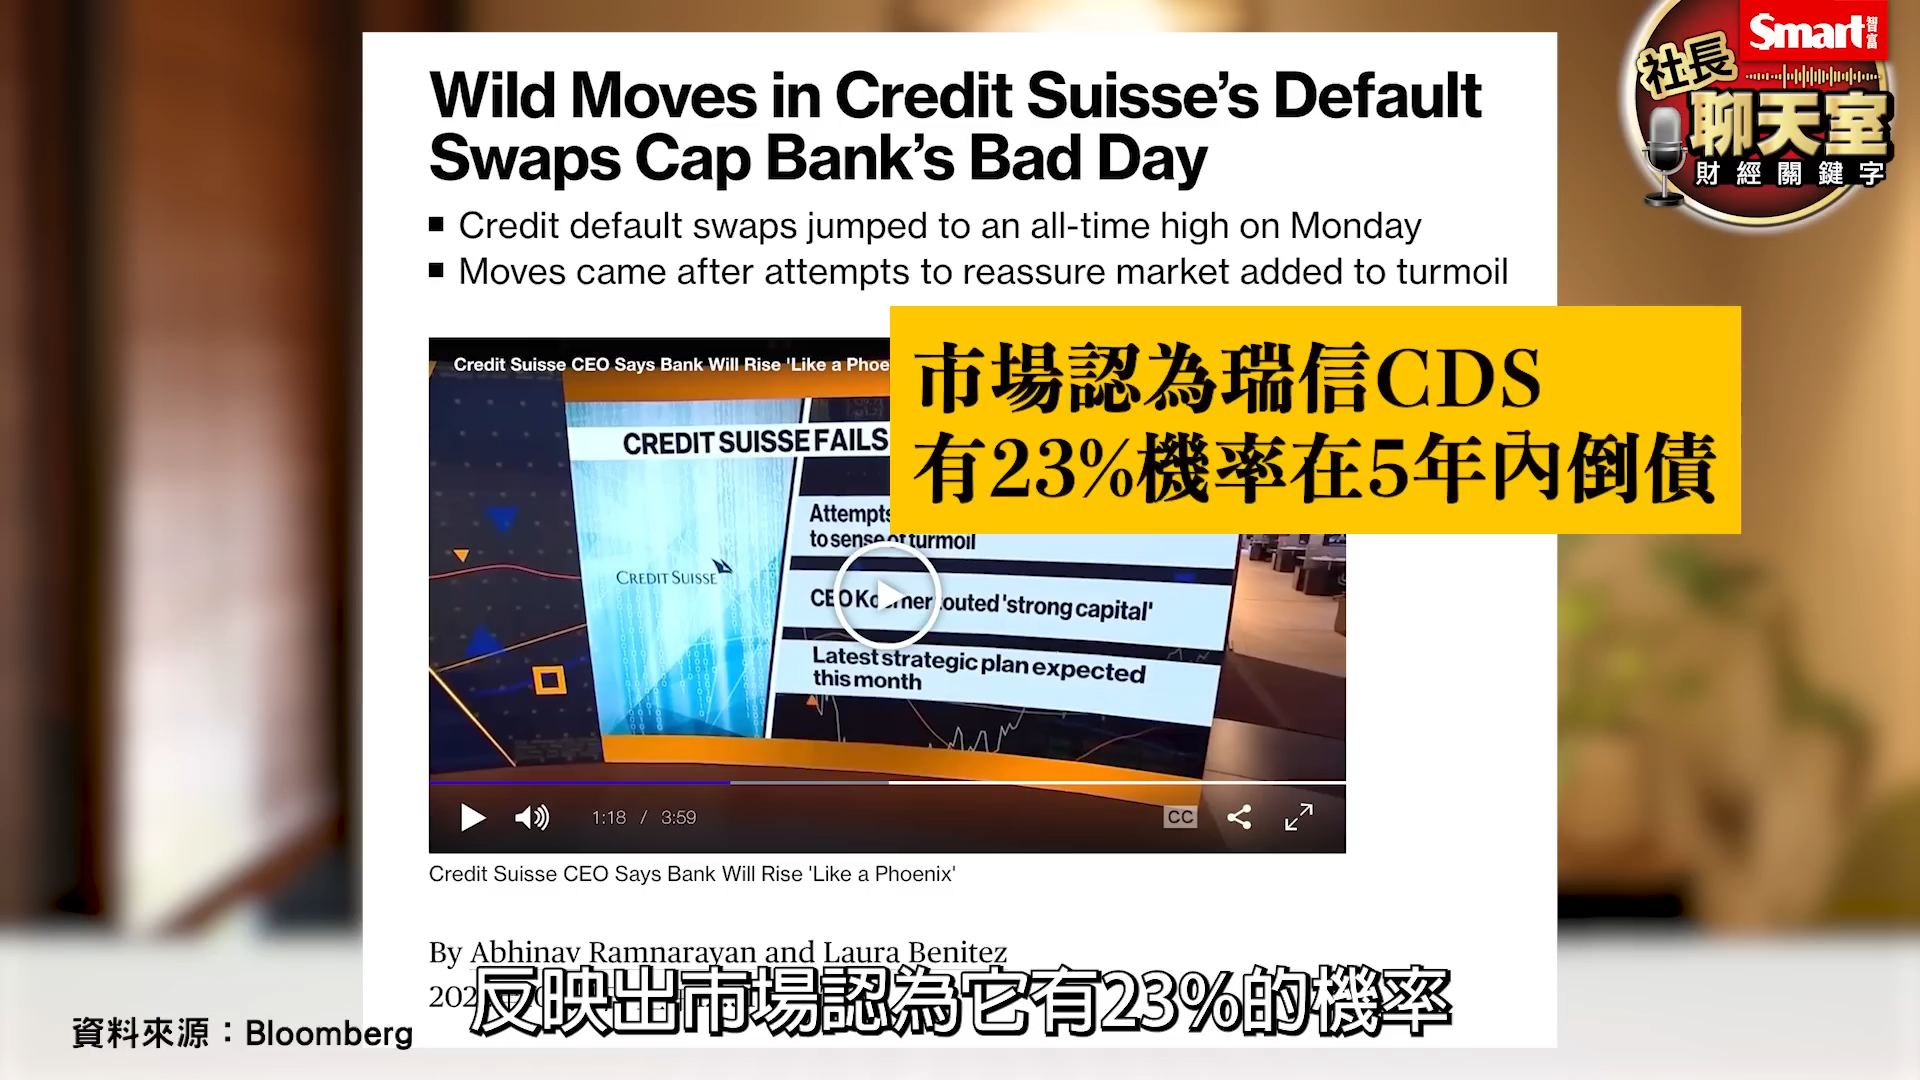 Smart智富
社長
聊天室
財經關鍵字
Wild Moves in Credit Suisse’s Default
Swaps Cap Bank’s Bad Day
Credit default swaps jumped to an all-time high on Monday
Moves came after attempts to reassure market added to turmoil
市場認為瑞信CDS
有23%機率在5年內倒債
Credit Suisse CEO Says Bank Will Rise 'Like a Phoe
CREDIT SUISSE FAILS
Attempts
to sense of turmoil
CREDIT SUISSE
CEO Koerner touted 'strong capital'
Latest strategic plan expected
this month
1:18 / 3:59
CC
Credit Suisse CEO Says Bank Will Rise 'Like a Phoenix'
By Abhinav Ramnarayan and Laura Benitez
反映出市場認為它有23%的機率
資料來源：Bloomberg